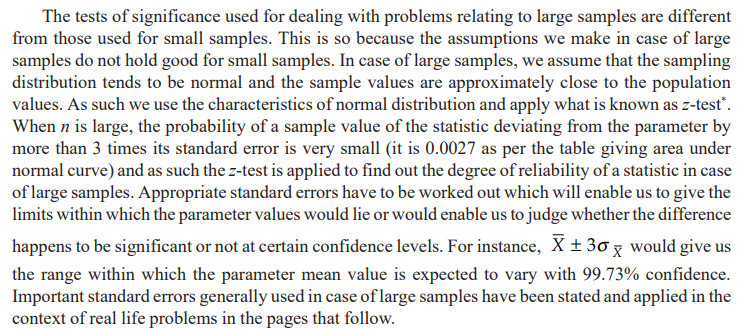 The tests of significance used for dealing with problems relating to large samples are different
from those used for small samples. This is so because the assumptions we make in case of large
samples do not hold good for small samples. In case of large samples, we assume that the sampling
distribution tends to be normal and the sample values are approximately close to the population
values. As such we use the characteristics of normal distribution and apply what is known as z-test*.
When n is large, the probability of a sample value of the statistic deviating from the parameter by
more than 3 times its standard error is very small (it is 0.0027 as per the table giving area under
normal curve) and as such the z-test is applied to find out the degree of reliability of a statistic in case
of large samples. Appropriate standard errors have to be worked out which will enable us to give the
limits within which the parameter values would lie or would enable us to judge whether the difference
happens to be significant or not at certain confidence levels. For instance, X̄ ± 3σ_X̄ would give us
the range within which the parameter mean value is expected to vary with 99.73% confidence.
Important standard errors generally used in case of large samples have been stated and applied in the
context of real life problems in the pages that follow.